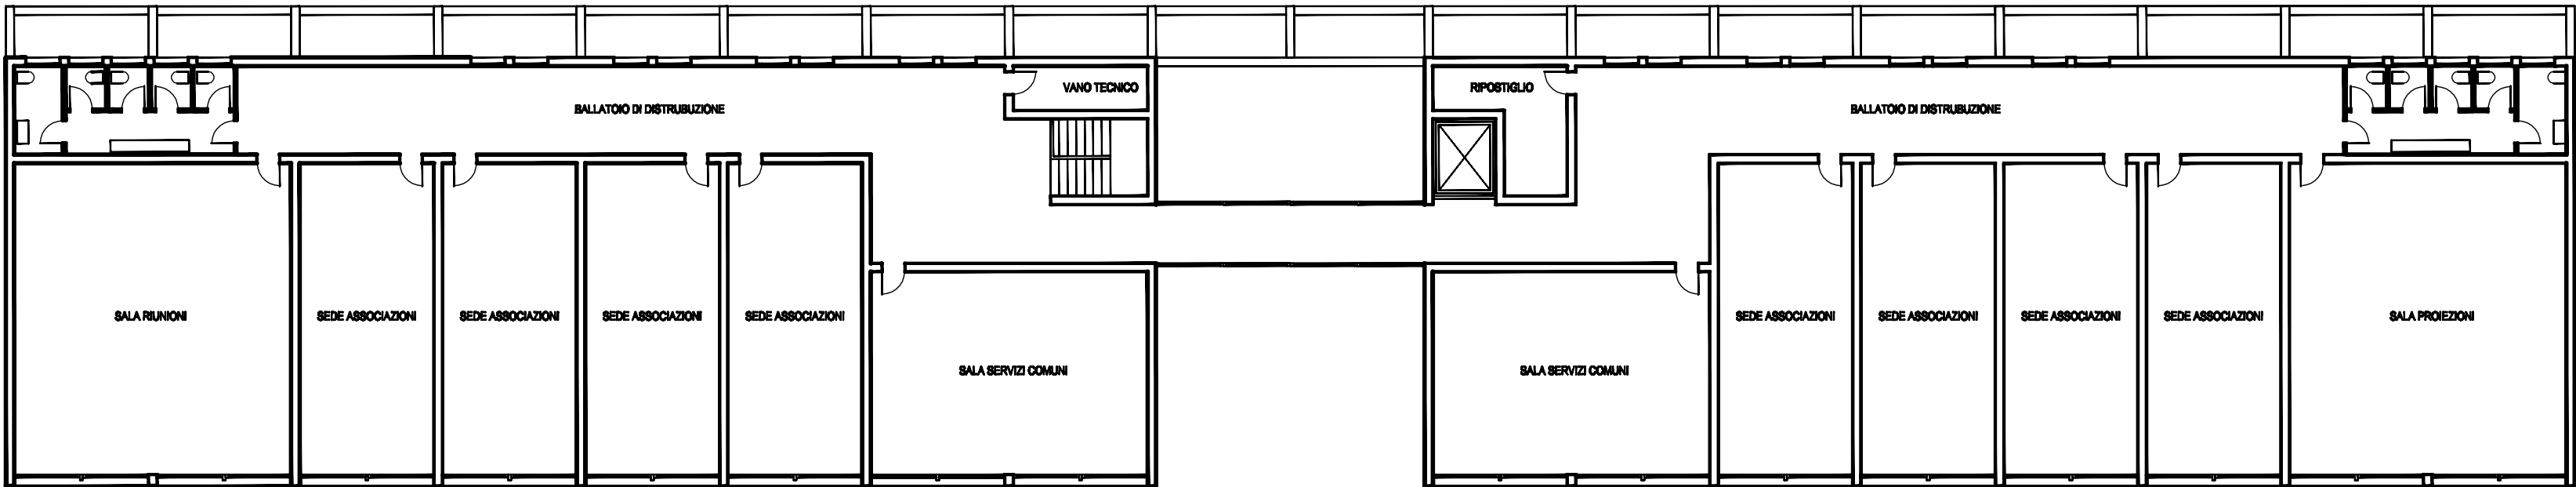 VANO TECNICO
RIPOSTIGLIO
BALLATOIO DI DISTRUBUZIONE
BALLATOIO DI DISTRUBUZIONE
SALA RIUNIONI
SEDE ASSOCIAZIONI
SEDE ASSOCIAZIONI
SEDE ASSOCIAZIONI
SEDE ASSOCIAZIONI
SEDE ASSOCIAZIONI
SEDE ASSOCIAZIONI
SEDE ASSOCIAZIONI
SEDE ASSOCIAZIONI
SALA PROIEZIONI
SALA SERVIZI COMUNI
SALA SERVIZI COMUNI